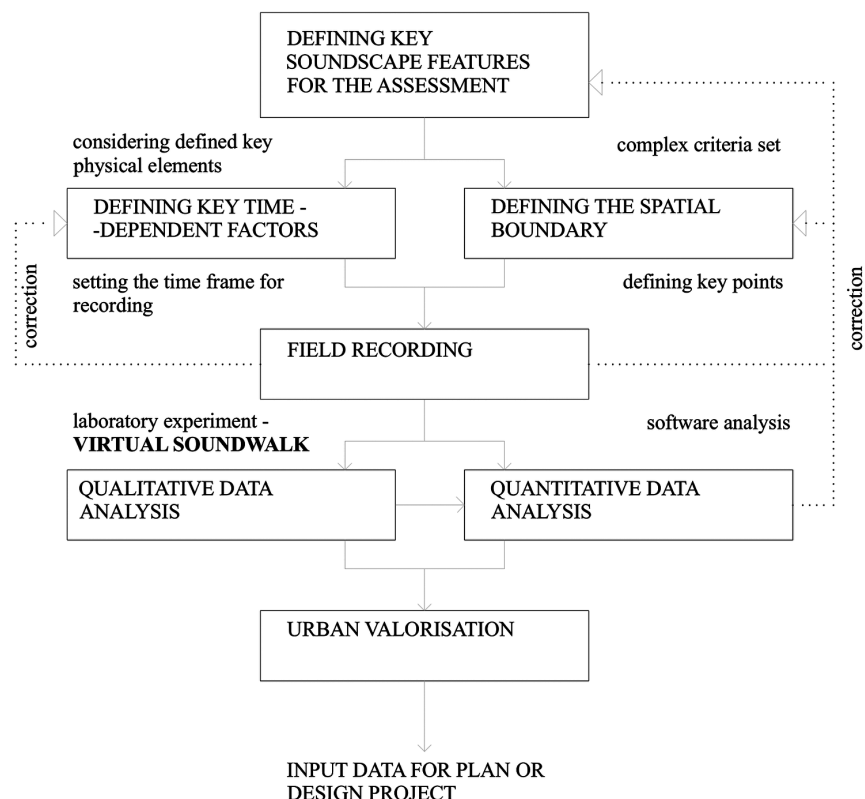 DEFINING KEY
SOUNDSCAPE FEATURES
FOR THE ASSESSMENT
considering defined key
physical elements
complex criteria set
DEFINING KEY TIME -
-DEPENDENT FACTORS
DEFINING THE SPATIAL
BOUNDARY
correction
setting the time frame for
recording
defining key points
correction
FIELD RECORDING
laboratory experiment -
VIRTUAL SOUNDWALK
software analysis
QUALITATIVE DATA
ANALYSIS
QUANTITATIVE DATA
ANALYSIS
URBAN VALORISATION
INPUT DATA FOR PLAN OR
DESIGN PROJECT